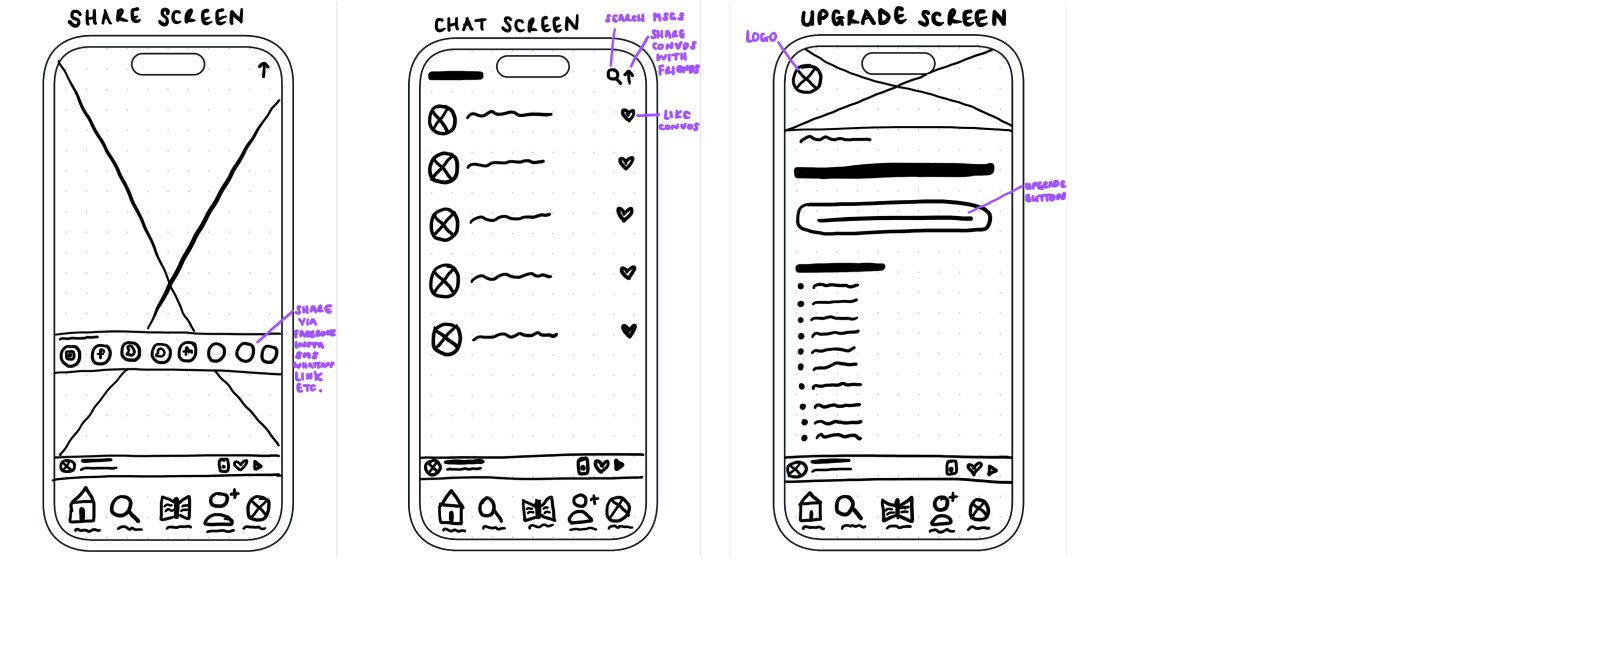 SHARE SCREEN
SHARE
VIA
FACEBOOK
INSTA
SMS
WHATSAPP
LINK
ETC.
CHAT SCREEN
SEARCH MSGS
SHARE
CONVOS
WITH
FRIENDS
LIKE
CONVOS
UPGRADE SCREEN
LOGO
UPGRADE
BUTTON